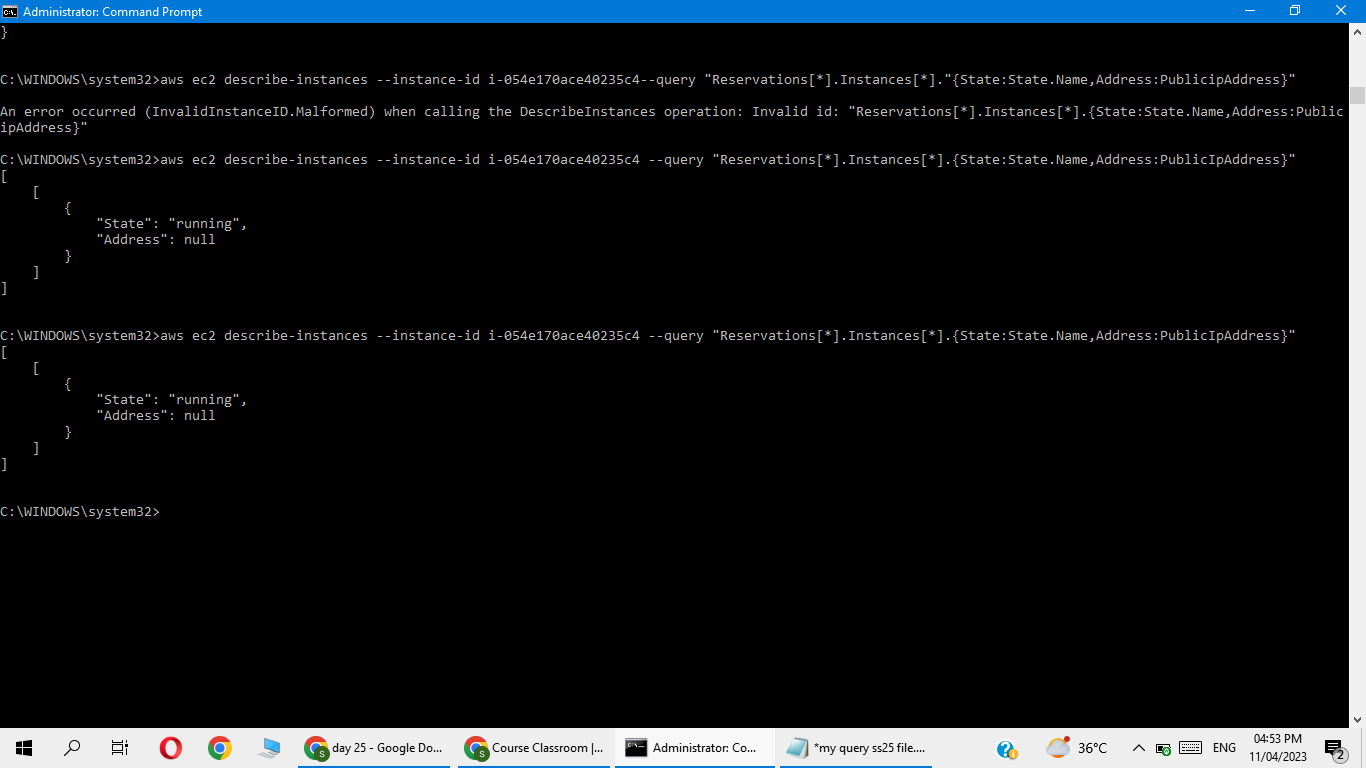 Administrator: Command Prompt
}
C:\WINDOWS\system32>aws ec2 describe-instances --instance-id i-054e170ace40235c4--query "Reservations[*].Instances[*]."{State:State.Name,Address:PublicipAddress}"
An error occurred (InvalidInstanceID.Malformed) when calling the DescribeInstances operation: Invalid id: "Reservations[*].Instances[*].{State:State.Name,Address:Public
ipAddress}"
C:\WINDOWS\system32>aws ec2 describe-instances --instance-id i-054e170ace40235c4 --query "Reservations[*].Instances[*].{State:State.Name,Address:PublicIpAddress}"
[
    [
        {
            "State": "running",
            "Address": null
        }
    ]
]
C:\WINDOWS\system32>aws ec2 describe-instances --instance-id i-054e170ace40235c4 --query "Reservations[*].Instances[*].{State:State.Name,Address:PublicIpAddress}"
[
    [
        {
            "State": "running",
            "Address": null
        }
    ]
]
C:\WINDOWS\system32>
day 25 - Google Do...
Course Classroom |...
Administrator: Co...
*my query ss25 file....
36°C
ENG
04:53 PM
11/04/2023
2